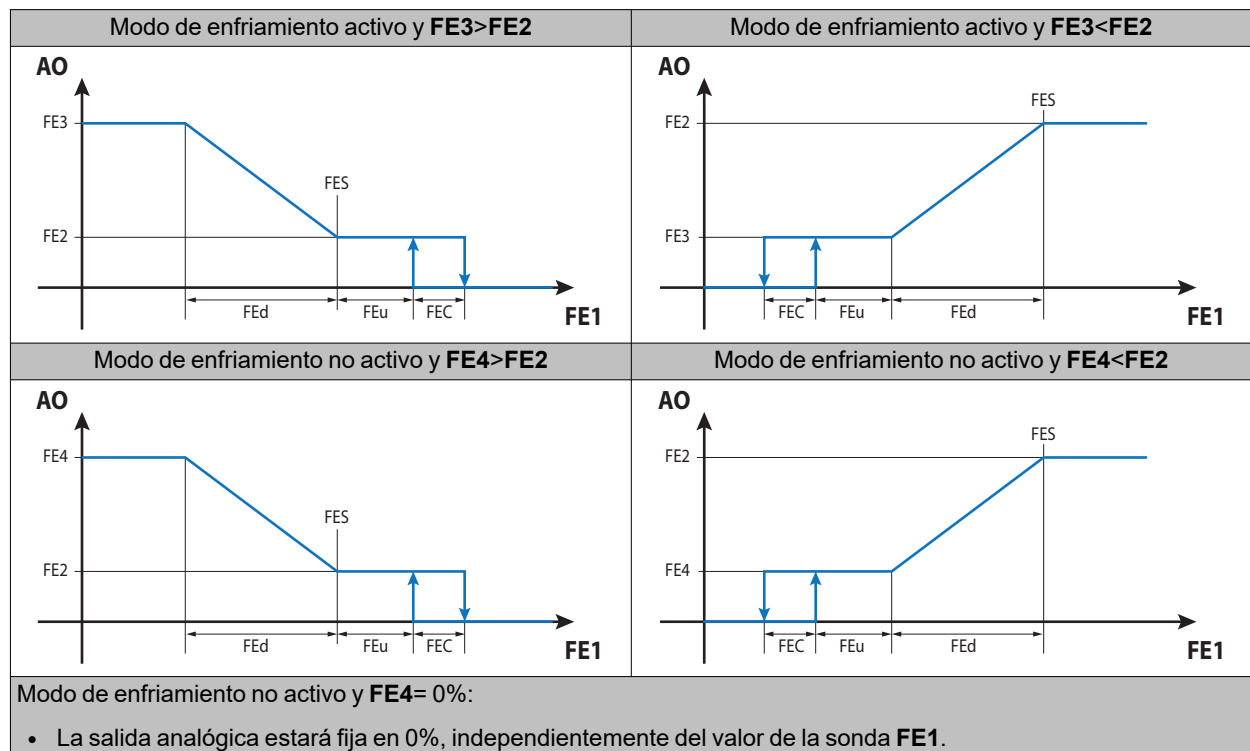 Modo de enfriamiento activo y FE3>FE2
Modo de enfriamiento activo y FE3<FE2
AO
FE3
FES
FE2
FEd
FEu
FEC
FE1
AO
FES
FE2
FE3
FEC
FEu
FEd
FE1
Modo de enfriamiento no activo y FE4>FE2
Modo de enfriamiento no activo y FE4<FE2
AO
FE4
FES
FE2
FEd
FEu
FEC
FE1
AO
FES
FE2
FE4
FEC
FEu
FEd
FE1
Modo de enfriamiento no activo y FE4= 0%:
• La salida analógica estará fija en 0%, independientemente del valor de la sonda FE1.